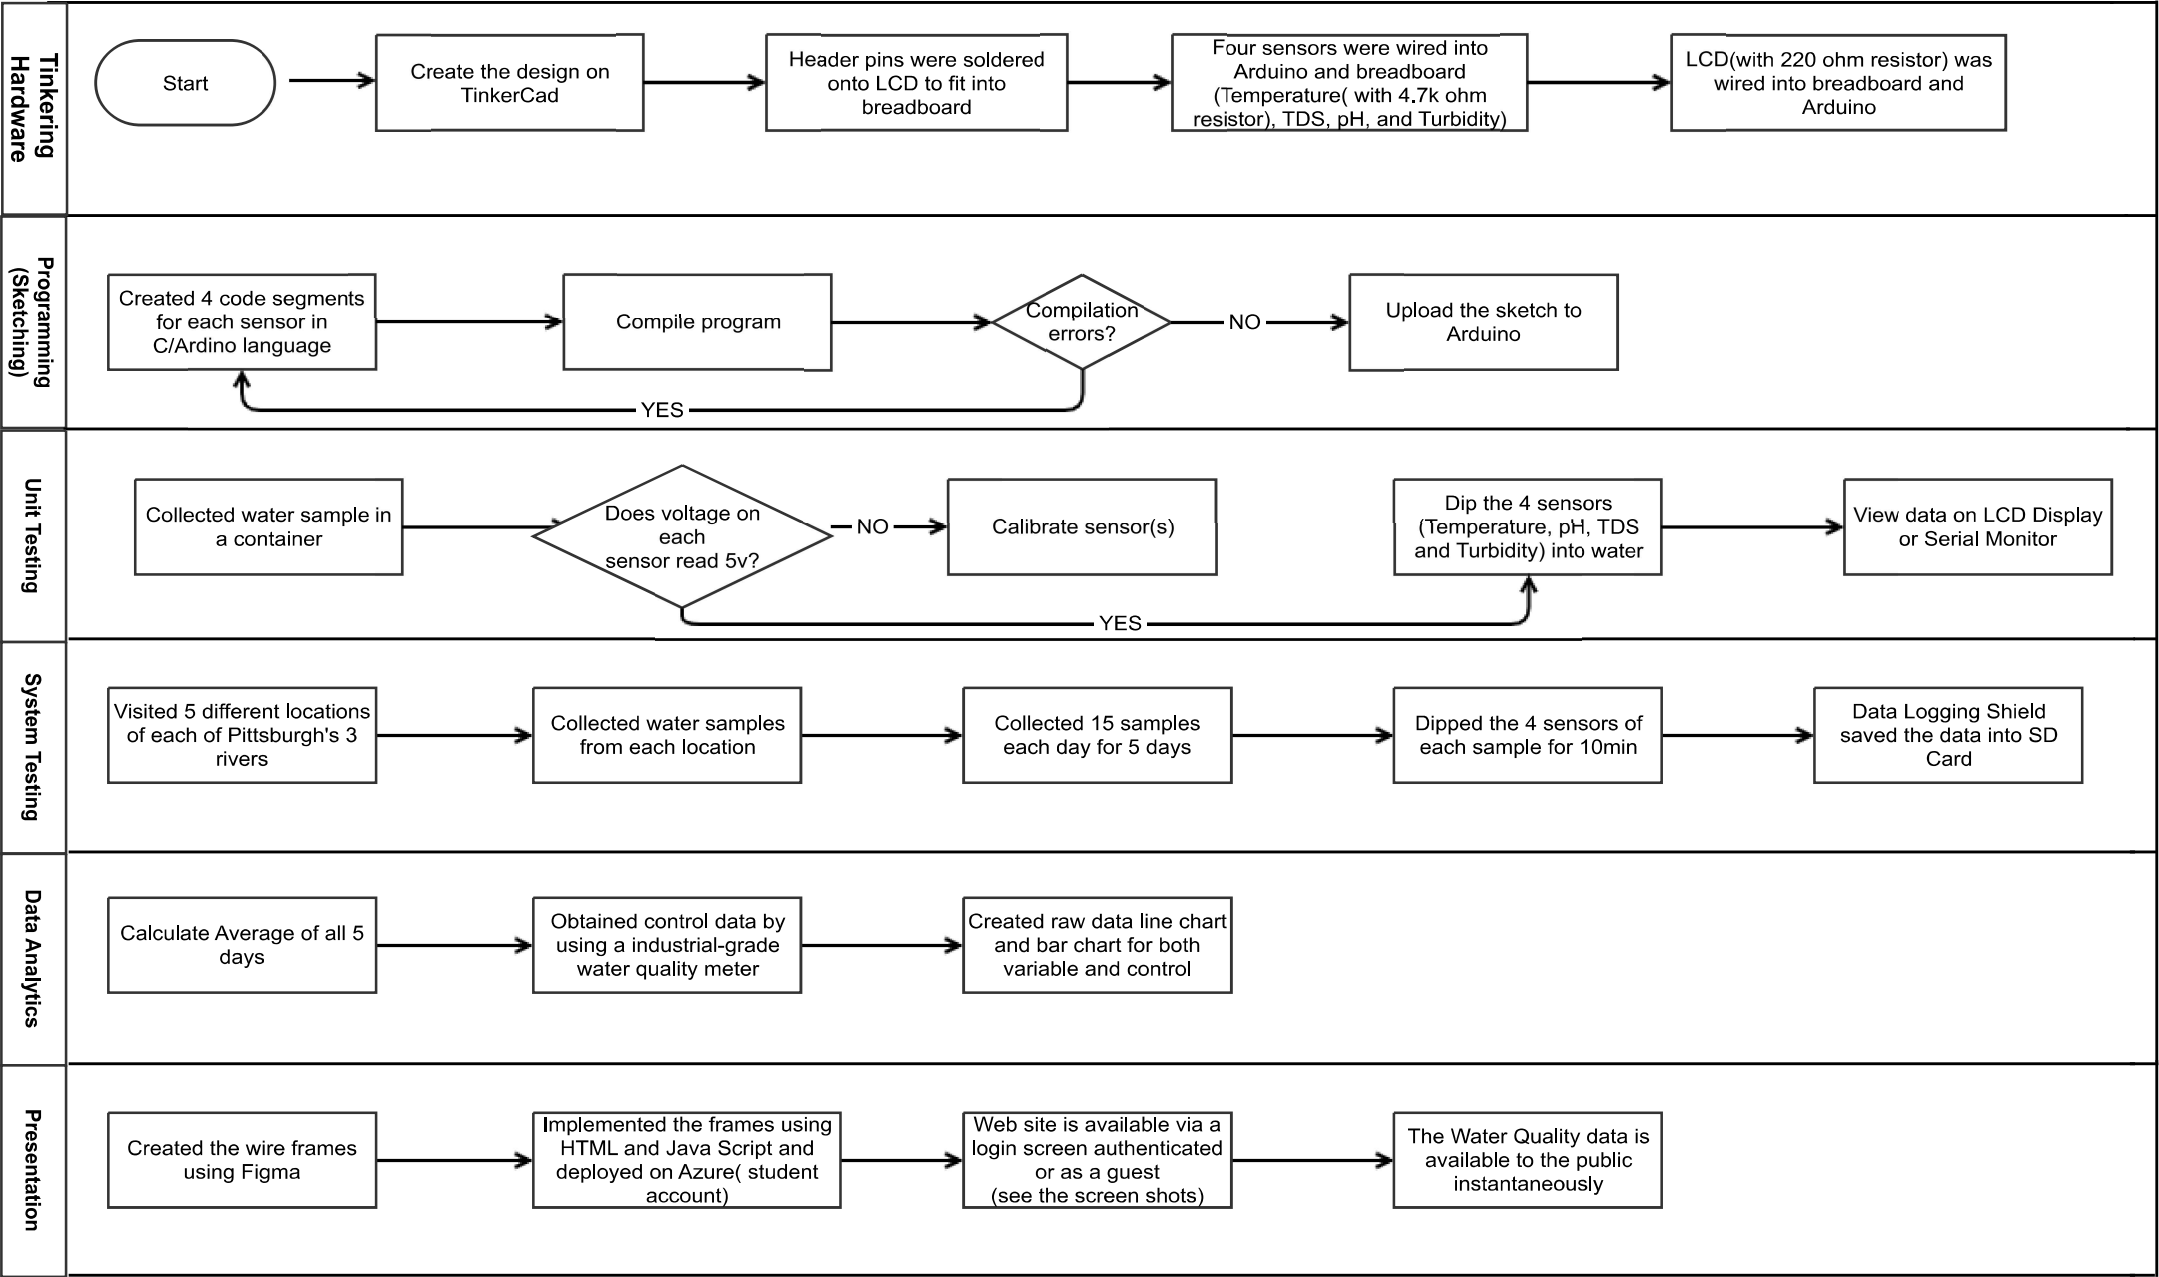 Tinkering
Hardware
Start
Create the design on
TinkerCad
Header pins were soldered
onto LCD to fit into
breadboard
Four sensors were wired into
Arduino and breadboard
(Temperature( with 4.7k ohm
resistor), TDS, pH, and Turbidity)
LCD(with 220 ohm resistor) was
wired into breadboard and
Arduino
Programming
(Sketching)
Created 4 code segments
for each sensor in
C/Ardino language
Compile program
Compilation
errors?
NO
Upload the sketch to
Arduino
YES
Unit Testing
Collected water sample in
a container
Does voltage on
each
sensor read 5v?
NO
Calibrate sensor(s)
Dip the 4 sensors
(Temperature, pH, TDS
and Turbidity) into water
View data on LCD Display
or Serial Monitor
YES
System Testing
Visited 5 different locations
of each of Pittsburgh's 3
rivers
Collected water samples
from each location
Collected 15 samples
each day for 5 days
Dipped the 4 sensors of
each sample for 10min
Data Logging Shield
saved the data into SD
Card
Data Analytics
Calculate Average of all 5
days
Obtained control data by
using a industrial-grade
water quality meter
Created raw data line chart
and bar chart for both
variable and control
Presentation
Created the wire frames
using Figma
Implemented the frames using
HTML and Java Script and
deployed on Azure( student
account)
Web site is available via a
login screen authenticated
or as a guest
(see the screen shots)
The Water Quality data is
available to the public
instantaneously